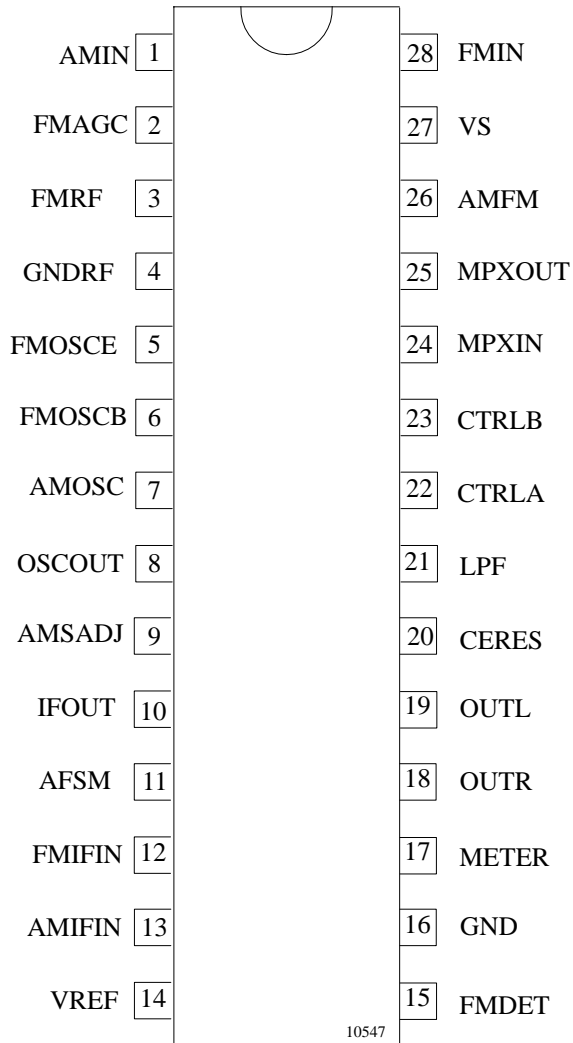 AMIN 1 28 FMIN
FMAGC 2 27 VS
FMRF 3 26 AMFM
GNDRF 4 25 MPXOUT
FMOSCE 5 24 MPXIN
FMOSCB 6 23 CTRLB
AMOSC 7 22 CTRLA
OSCOUT 8 21 LPF
AMSADJ 9 20 CERES
IFOUT 10 19 OUTL
AFSM 11 18 OUTR
FMIFIN 12 17 METER
AMIFIN 13 16 GND
VREF 14 15 FMDET
10547